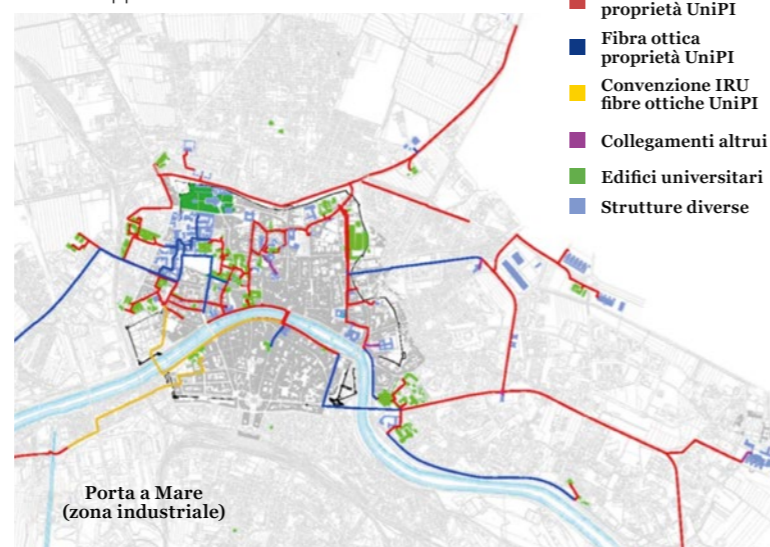 proprietà UniPI
Fibra ottica
proprietà UniPI
Convenzione IRU
fibre ottiche UniPI
Collegamenti altrui
Edifici universitari
Strutture diverse
Porta a Mare
(zona industriale)